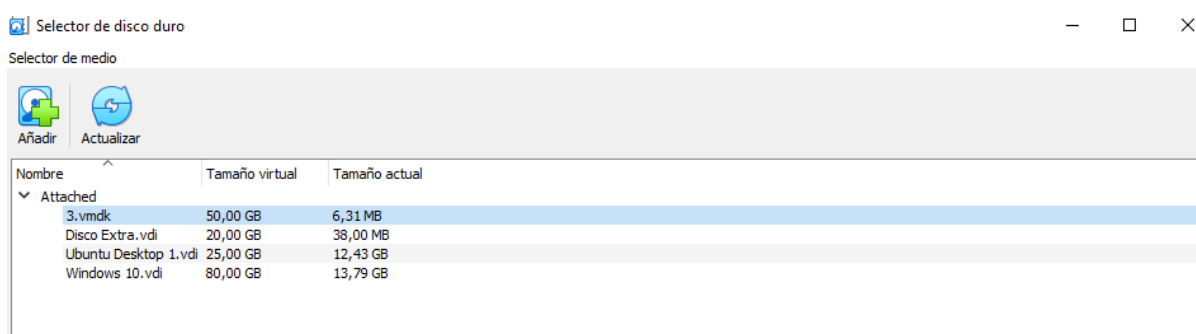 Selector de disco duro
Selector de medio
Añadir Actualizar
Nombre Tamaño virtual Tamaño actual
Attached
3.vmdk 50,00 GB 6,31 MB
Disco Extra.vdi 20,00 GB 38,00 MB
Ubuntu Desktop 1.vdi 25,00 GB 12,43 GB
Windows 10.vdi 80,00 GB 13,79 GB